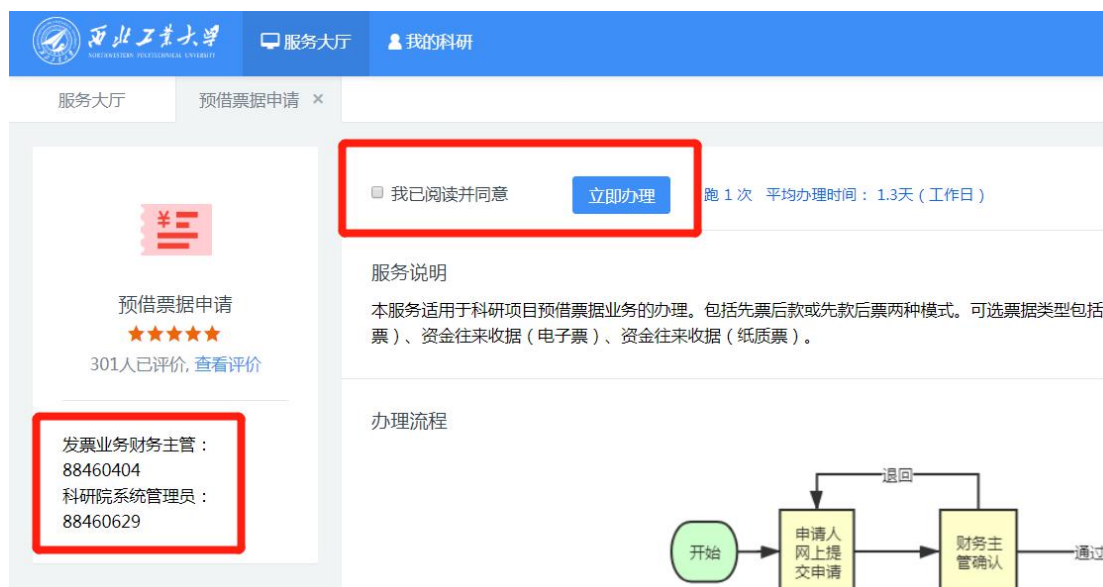 西北工业大学
NORTHWESTERN POLYTECHNICAL UNIVERSITY
服务大厅
我的科研
服务大厅
预借票据申请 ×
我已阅读并同意
立即办理
跑 1 次 平均办理时间： 1.3天（工作日）
¥
预借票据申请
301人已评价, 查看评价
发票业务财务主管：
88460404
科研院系统管理员：
88460629
服务说明
本服务适用于科研项目预借票据业务的办理。包括先票后款或先款后票两种模式。可选票据类型包括
票）、资金往来收据（电子票）、资金往来收据（纸质票）。
办理流程
退回
开始
申请人
网上提
交申请
财务主
管确认
通过